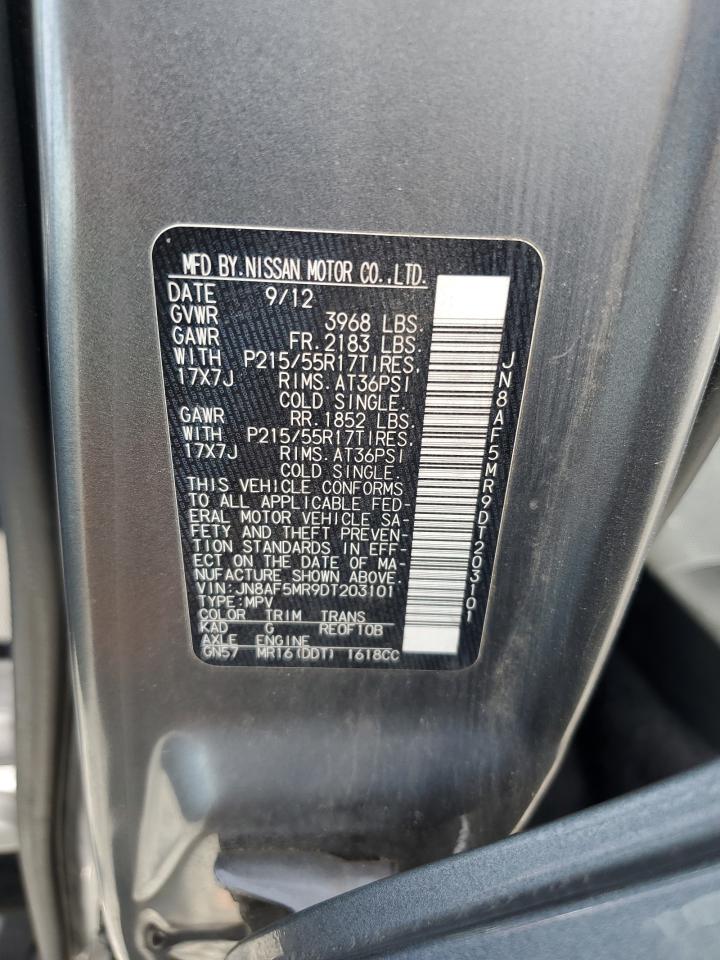 MFD BY.NISSAN MOTOR CO.,LTD.
DATE 9/12
GVWR 3968 LBS.
GAWR FR.2183 LBS.
WITH P215/55R17TIRES,
17X7J RIMS.AT36PSI
COLD SINGLE.
GAWR RR.1852 LBS.
WITH P215/55R17TIRES.
17X7J RIMS.AT36PSI
COLD SINGLE.
THIS VEHICLE CONFORMS
TO ALL APPLICABLE FED-
ERAL MOTOR VEHICLE SA-
FETY AND THEFT PREVEN-
TION STANDARDS IN EFF-
ECT ON THE DATE OF MA-
NUFACTURE SHOWN ABOVE.
VIN:JN8AF5MR9DT203101
TYPE:MPV
COLOR TRIM TRANS
KAD G RE0F10B
AXLE ENGINE
GN57 MR16(DDT) 1618CC
JN8AF5MR9DT203101